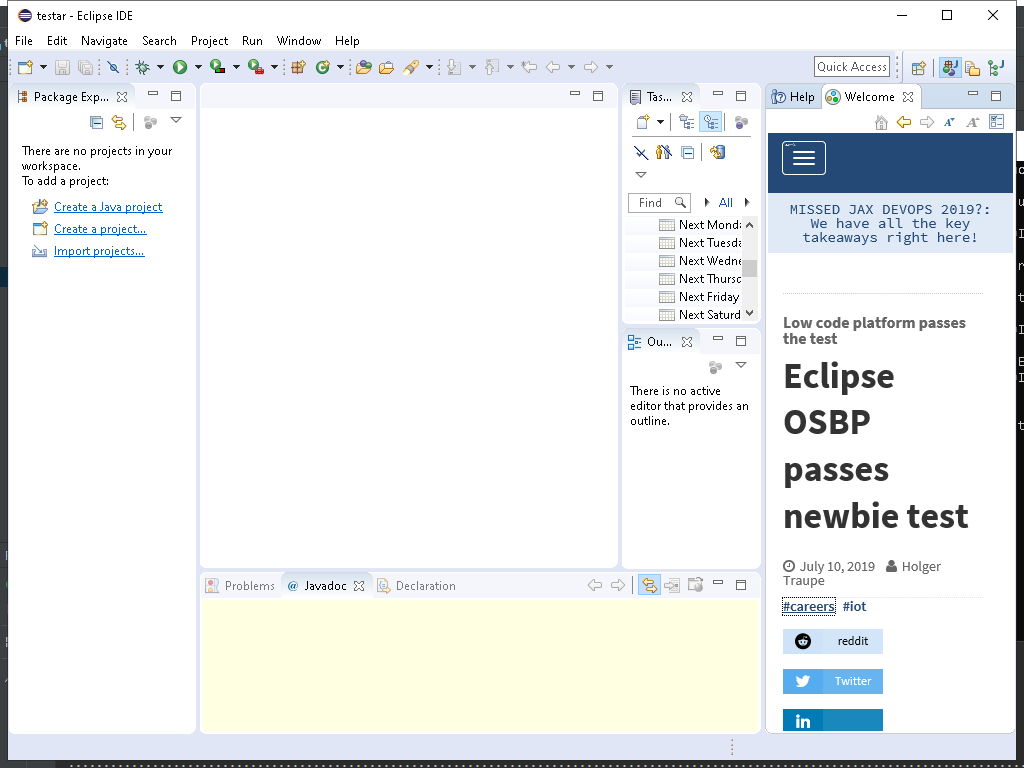 testar - Eclipse IDE
File Edit Navigate Search Project Run Window Help
Quick Access
Package Exp...
There are no projects in your
workspace.
To add a project:
Create a Java project
Create a project...
Import projects...
Tas...
Find All
Next Monda
Next Tuesda
Next Wedne
Next Thursd
Next Friday
Next Saturd
Ou...
There is no active
editor that provides an
outline.
Problems @ Javadoc Declaration
Help Welcome
MISSED JAX DEVOPS 2019?:
We have all the key
takeaways right here!
Low code platform passes
the test
Eclipse
OSBP
passes
newbie test
July 10, 2019 Holger
Traupe
#careers #iot
reddit
Twitter
in